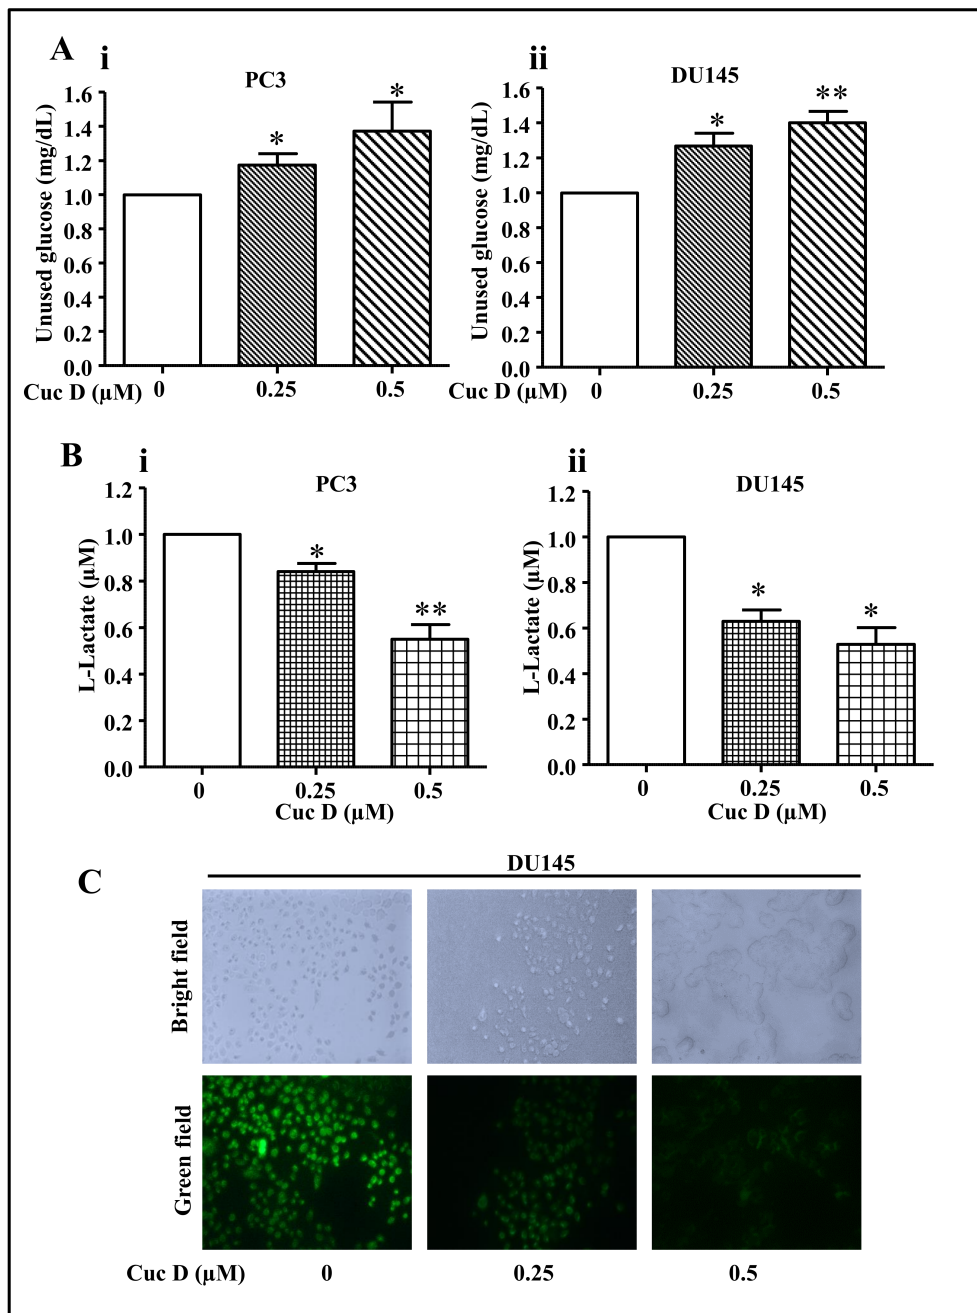 A i ii
PC3
DU145
Unused glucose (mg/dL)
1.6
1.4
1.2
1.0
0.8
0.6
0.4
0.2
0.0
*
*
Cuc D (µM) 0 0.25 0.5
Unused glucose (mg/dL)
1.6
1.4
1.2
1.0
0.8
0.6
0.4
0.2
0.0
*
**
Cuc D (µM) 0 0.25 0.5
B i ii
PC3
DU145
L-Lactate (µM)
1.2
1.0
0.8
0.6
0.4
0.2
0.0
*
**
0 0.25 0.5
Cuc D (µM)
L-Lactate (µM)
1.2
1.0
0.8
0.6
0.4
0.2
0.0
*
*
0 0.25 0.5
Cuc D (µM)
C
DU145
Bright field
Green field
Cuc D (µM) 0 0.25 0.5